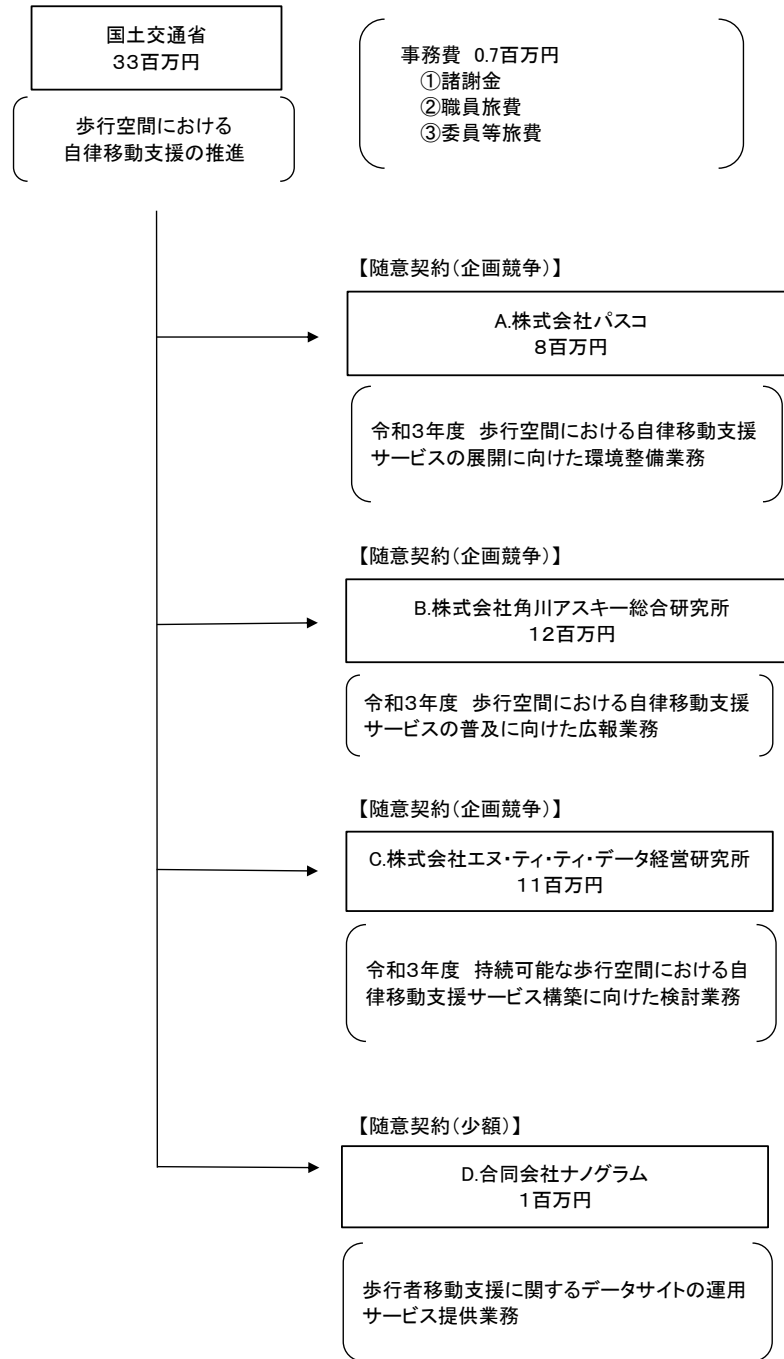 国土交通省
33百万円
歩行空間における
自律移動支援の推進
事務費 0.7百万円
①諸謝金
②職員旅費
③委員等旅費
【随意契約(企画競争)】
A.株式会社パスコ
8百万円
令和3年度 歩行空間における自律移動支援
サービスの展開に向けた環境整備業務
【随意契約(企画競争)】
B.株式会社角川アスキー総合研究所
12百万円
令和3年度 歩行空間における自律移動支援
サービスの普及に向けた広報業務
【随意契約(企画競争)】
C.株式会社エヌ・ティ・ティ・データ経営研究所
11百万円
令和3年度 持続可能な歩行空間における自
律移動支援サービス構築に向けた検討業務
【随意契約(少額)】
D.合同会社ナノグラム
1百万円
歩行者移動支援に関するデータサイトの運用
サービス提供業務